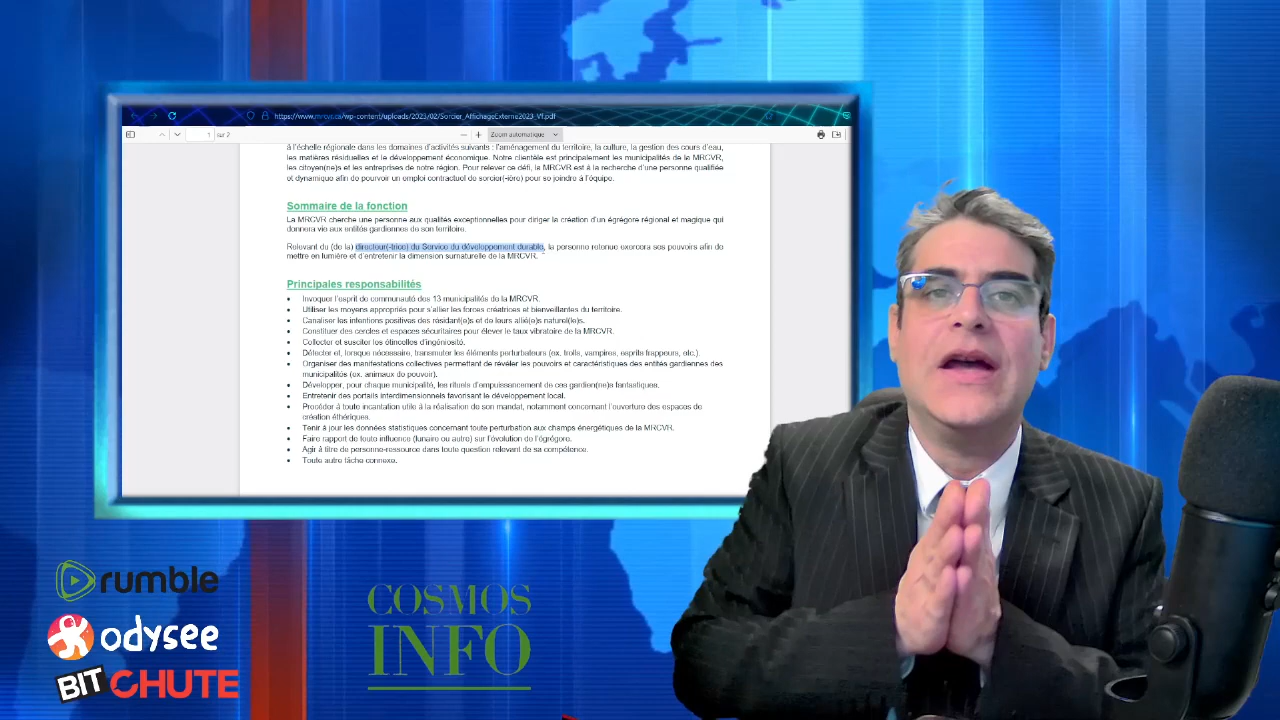 https://www.mrcvr.ca/wp-content/uploads/2023/02/Sorcier_AffichageExterne2023_Vf.pdf
1 sur 2
Zoom automatique
à l'échelle régionale dans les domaines d'activités suivants : l'aménagement du territoire, la culture, la gestion des cours d'eau,
les matières résiduelles et le développement économique. Notre clientèle est principalement les municipalités de la MRCVR,
les citoyen(ne)s et les entreprises de notre région. Pour relever ce défi, la MRCVR est à la recherche d'une personne qualifiée
et dynamique afin de pourvoir un emploi contractuel de sorcier(-ière) pour se joindre à l'équipe.
Sommaire de la fonction
La MRCVR cherche une personne aux qualités exceptionnelles pour diriger la création d'un égrégore régional et magique qui
donnera vie aux entités gardiennes de son territoire.
Relevant du (de la) directeur(-trice) du Service du développement durable, la personne retenue exercera ses pouvoirs afin de
mettre en lumière et d'entretenir la dimension surnaturelle de la MRCVR.
Principales responsabilités
• Invoquer l'esprit de communauté des 13 municipalités de la MRCVR.
• Utiliser les moyens appropriés pour s'allier les forces créatrices et bienveillantes du territoire.
• Canaliser les intentions positives des résidant(e)s et de leurs allié(e)s naturel(le)s.
• Constituer des cercles et espaces sécuritaires pour élever le taux vibratoire de la MRCVR.
• Collecter et susciter les étincelles d'ingéniosité.
• Détecter et, lorsque nécessaire, transmuter les éléments perturbateurs (ex. trolls, vampires, esprits frappeurs, etc.).
• Organiser des manifestations collectives permettant de révéler les pouvoirs et caractéristiques des entités gardiennes des
municipalités (ex. animaux de pouvoir).
• Développer, pour chaque municipalité, les rituels d'empuissancement de ces gardien(ne)s fantastiques.
• Entretenir des portails interdimensionnels favorisant le développement local.
• Procéder à toute incantation utile à la réalisation de son mandat, notamment concernant l'ouverture des espaces de
création éthériques.
• Tenir à jour les données statistiques concernant toute perturbation aux champs énergétiques de la MRCVR.
• Faire rapport de toute influence (lunaire ou autre) sur l'évolution de l'égrégore.
• Agir à titre de personne-ressource dans toute question relevant de sa compétence.
• Toute autre tâche connexe.
rumble
odysee
BITCHUTE
COSMOS
INFO